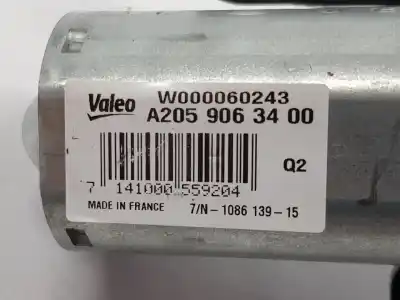 Valeo W000060243
A205 906 34 00
Q2
7 141000 559204
MADE IN FRANCE 7/N-1086 139-15